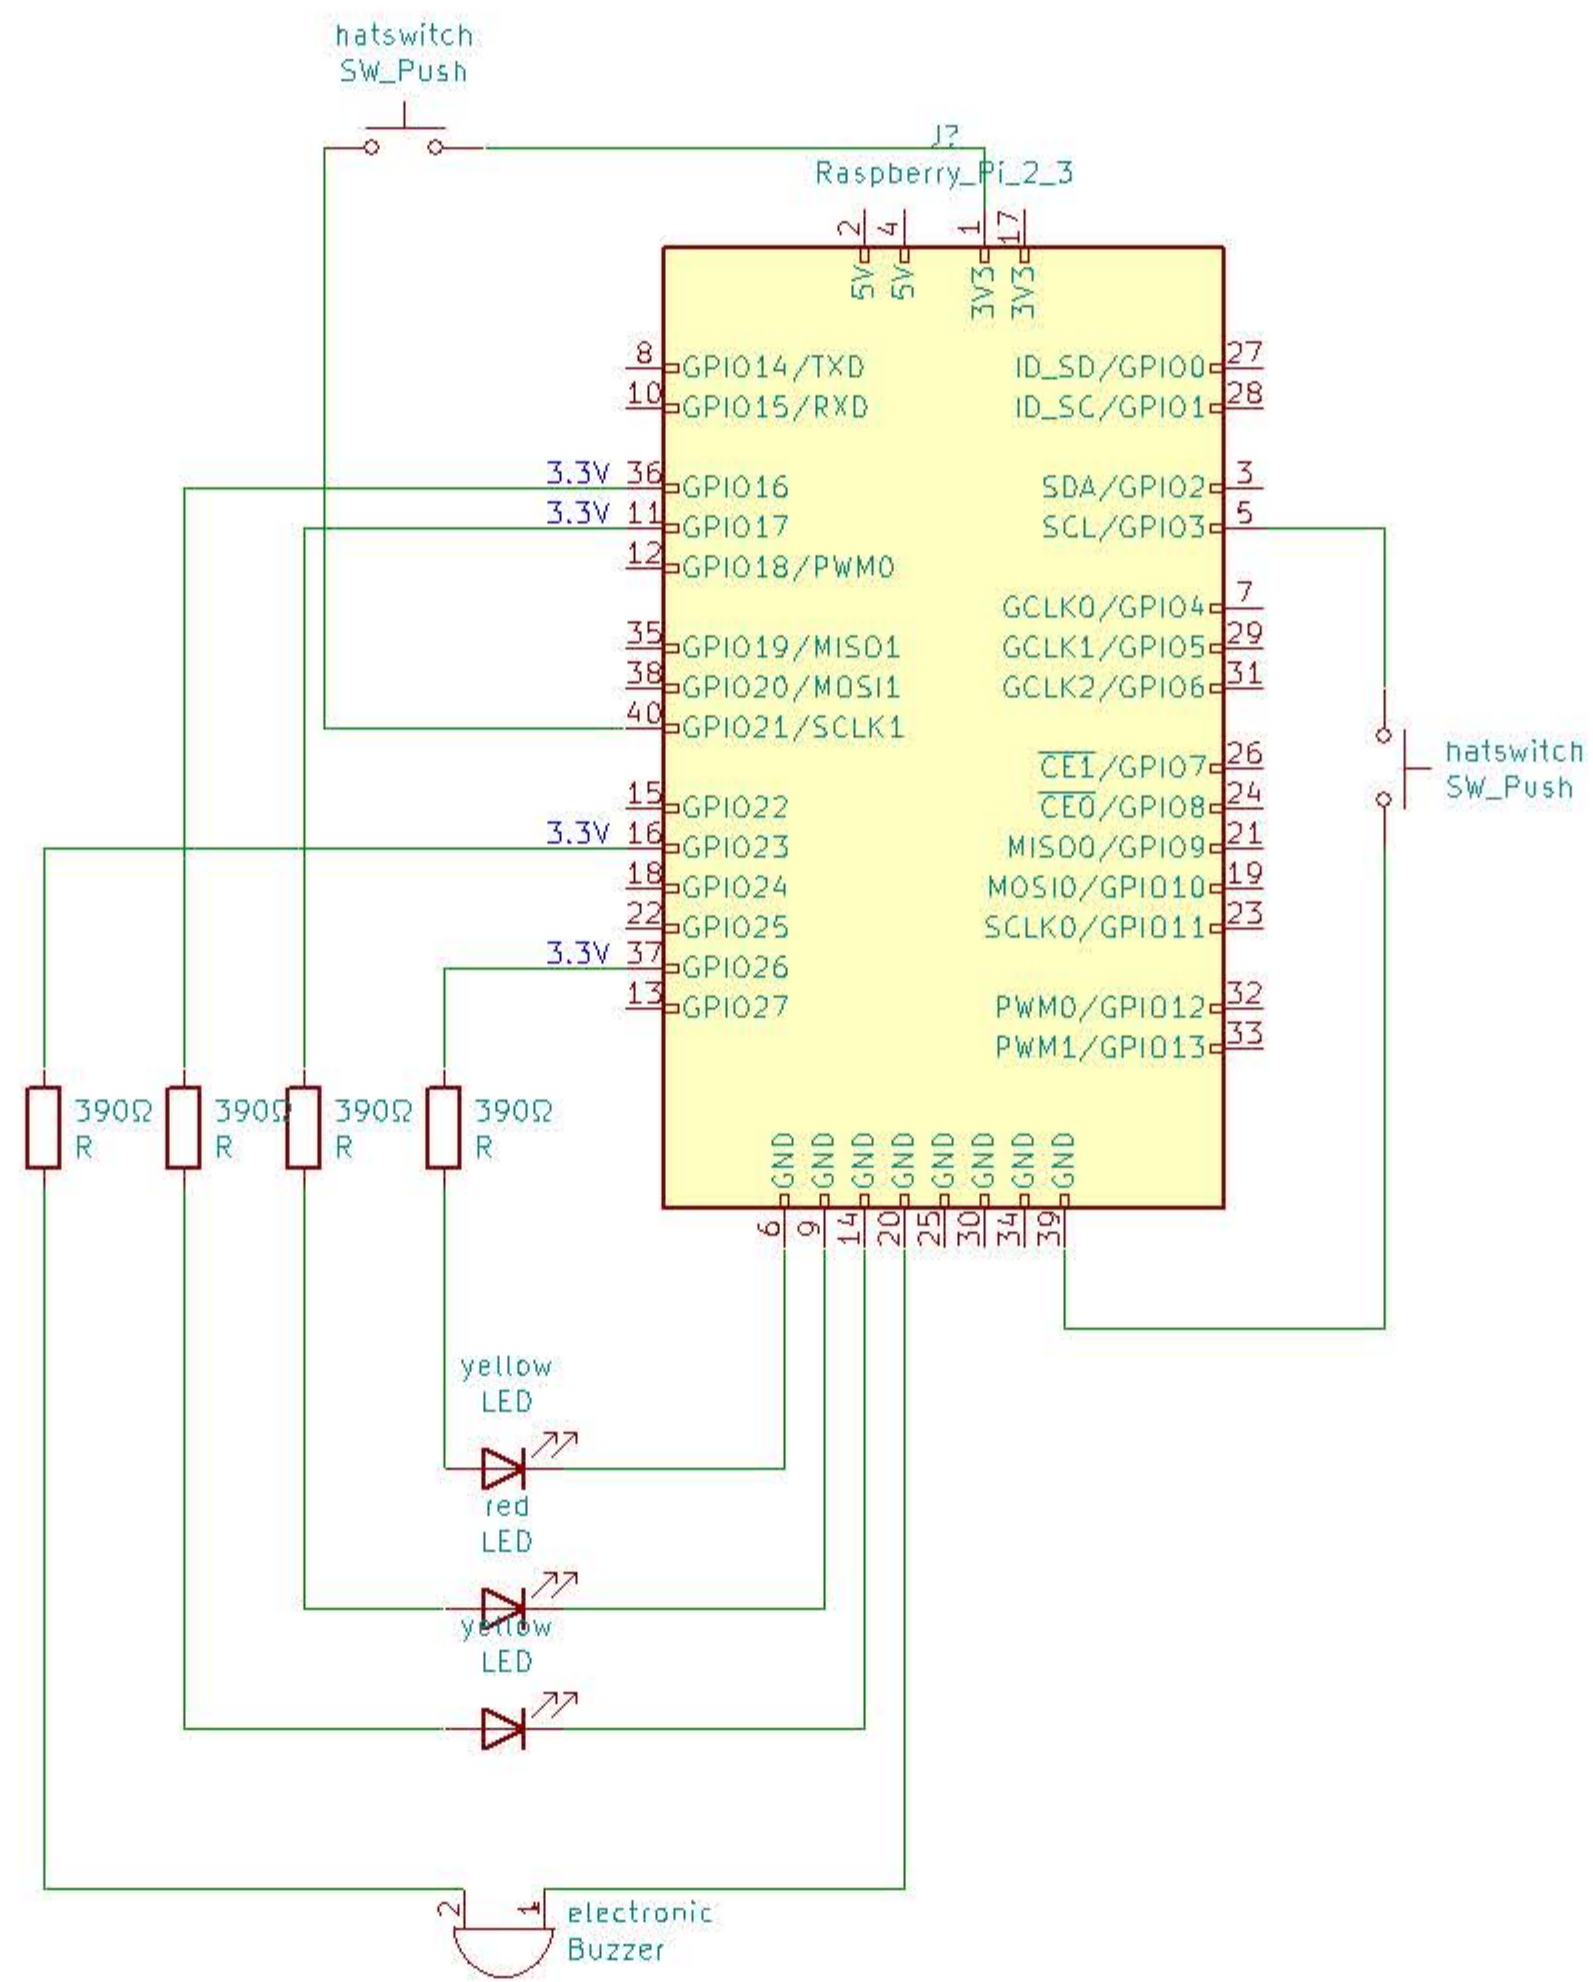 hatswitch
SW_Push
J?
Raspberry_Pi_2_3
2 4 1 17
5V 5V 3V3 3V3
8 GPIO14/TXD ID_SD/GPIO0 27
10 GPIO15/RXD ID_SC/GPIO1 28
3.3V 36 GPIO16 SDA/GPIO2 3
3.3V 11 GPIO17 SCL/GPIO3 5
12 GPIO18/PWM0
GCLK0/GPIO4 7
35 GPIO19/MISO1 GCLK1/GPIO5 29
38 GPIO20/MOSI1 GCLK2/GPIO6 31
40 GPIO21/SCLK1
hatswitch
SW_Push
CE1/GPIO7 26
15 GPIO22 CE0/GPIO8 24
3.3V 16 GPIO23 MISO0/GPIO9 21
18 GPIO24 MOSI0/GPIO10 19
22 GPIO25 SCLK0/GPIO11 23
3.3V 37 GPIO26
13 GPIO27 PWM0/GPIO12 32
PWM1/GPIO13 33
390Ω 390Ω 390Ω 390Ω
R R R R
GND GND GND GND GND GND GND GND
6 9 14 20 25 30 34 39
yellow
LED
red
LED
yellow
LED
2 1
electronic
Buzzer